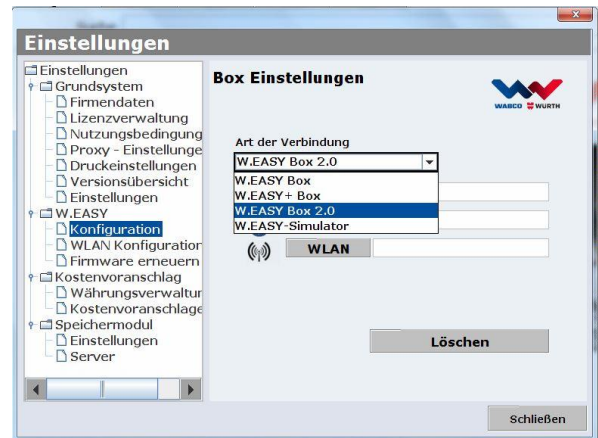 Einstellungen
Einstellungen
Grundsystem
Firmendaten
Lizenzverwaltung
Nutzungsbedingung
Proxy - Einstellunge
Druckeinstellungen
Versionsübersicht
Einstellungen
W.EASY
Konfiguration
WLAN Konfiguration
Firmware erneuern
Kostenvoranschlag
Währungsverwaltur
Kostenvoranschlage
Speichermodul
Einstellungen
Server
Box Einstellungen
WABCO WÜRTH
Art der Verbindung
W.EASY Box 2.0
W.EASY Box
W.EASY+ Box
W.EASY Box 2.0
W.EASY-Simulator
WLAN
Löschen
Schließen